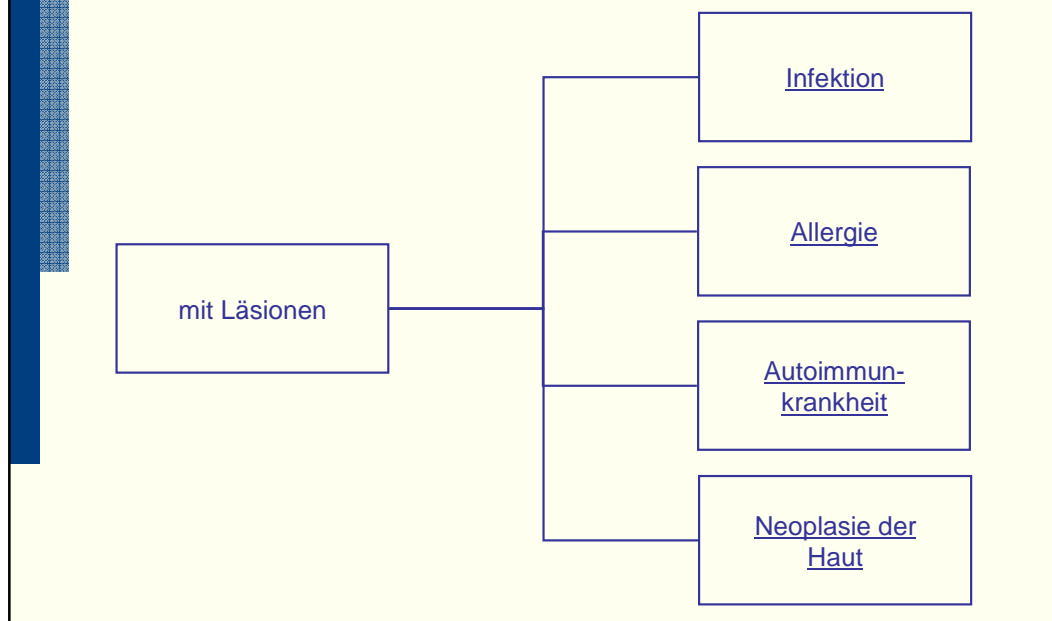 Infektion
Allergie
mit Läsionen
Autoimmun-
krankheit
Neoplasie der
Haut